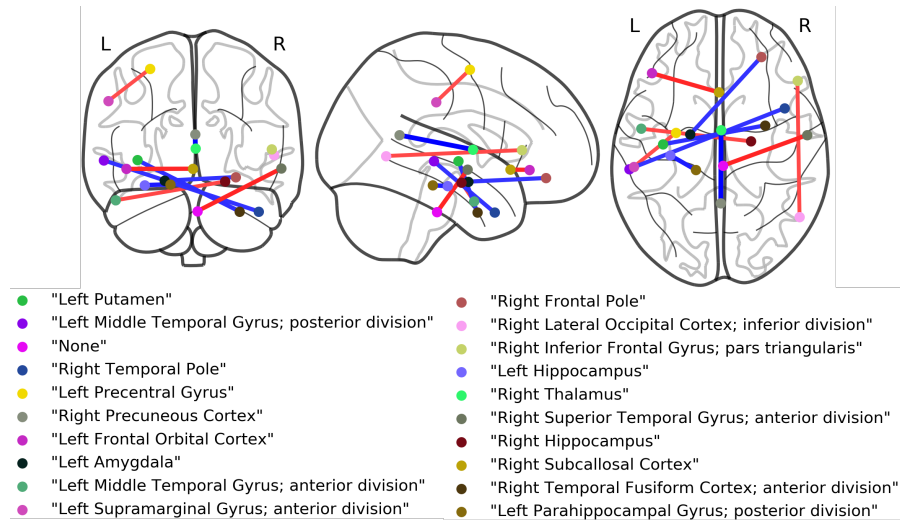 L R L R
"Left Putamen"
"Left Middle Temporal Gyrus; posterior division"
"None"
"Right Temporal Pole"
"Left Precentral Gyrus"
"Right Precuneous Cortex"
"Left Frontal Orbital Cortex"
"Left Amygdala"
"Left Middle Temporal Gyrus; anterior division"
"Left Supramarginal Gyrus; anterior division"
"Right Frontal Pole"
"Right Lateral Occipital Cortex; inferior division"
"Right Inferior Frontal Gyrus; pars triangularis"
"Left Hippocampus"
"Right Thalamus"
"Right Superior Temporal Gyrus; anterior division"
"Right Hippocampus"
"Right Subcallosal Cortex"
"Right Temporal Fusiform Cortex; anterior division"
"Left Parahippocampal Gyrus; posterior division"